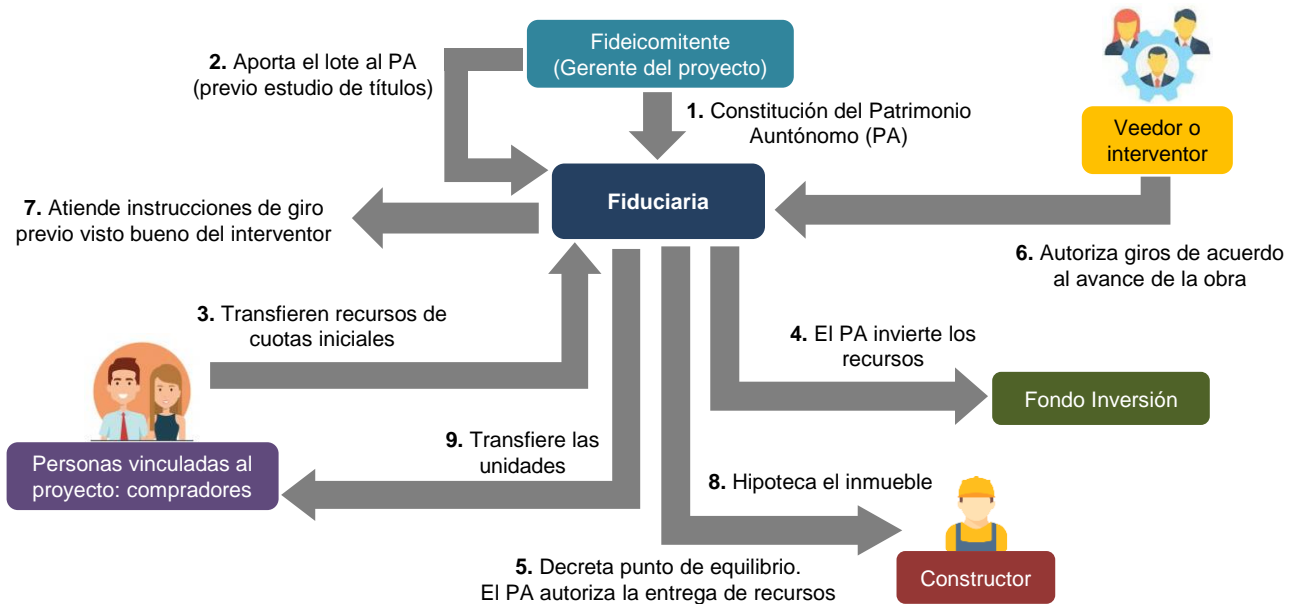 Fideicomitente
(Gerente del proyecto)
2. Aporta el lote al PA
(previo estudio de títulos)
1. Constitución del Patrimonio
Auntónomo (PA)
Veedor o
interventor
Fiduciaria
7. Atiende instrucciones de giro
previo visto bueno del interventor
6. Autoriza giros de acuerdo
al avance de la obra
3. Transfieren recursos de
cuotas iniciales
4. El PA invierte los
recursos
Fondo Inversión
Personas vinculadas al
proyecto: compradores
9. Transfiere las
unidades
8. Hipoteca el inmueble
5. Decreta punto de equilibrio.
El PA autoriza la entrega de recursos
Constructor